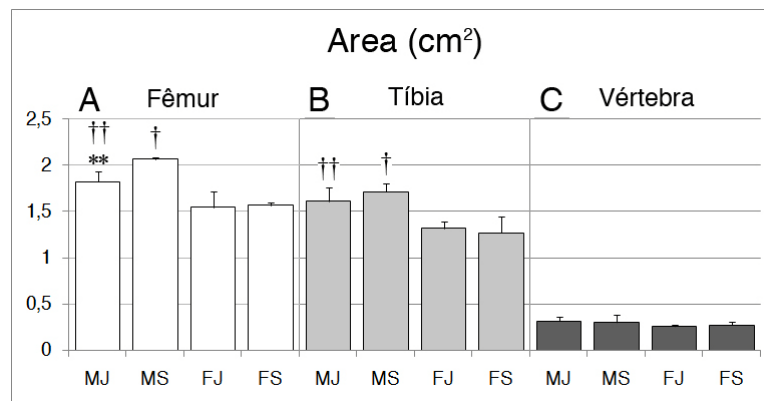 Area (cm²)
A Fêmur B Tíbia C Vértebra
2,5
†† †
** †† †
2
1,5
1
0,5
0
MJ MS FJ FS MJ MS FJ FS MJ MS FJ FS